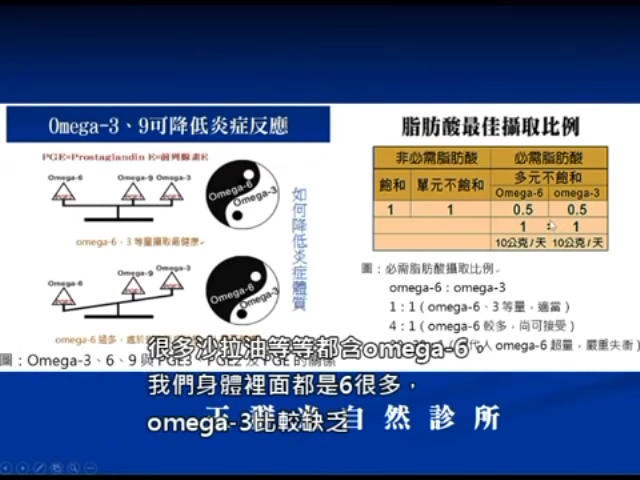 Omega-3、9可降低炎症反應
PGE=Prostaglandin E=前列腺素E
Omega-6 Omega-9 Omega-3
Omega-6 Omega-3
omega-6，3 等量攝取最健康
Omega-6 Omega-9 Omega-3
Omega-6 Omega-3
omega-6 過多，
如何降低炎症體質
圖：Omega-3、6、9 與 PGE3
脂肪酸最佳攝取比例
非必需脂肪酸 必需脂肪酸
飽和 單元不飽和 多元不飽和
Omega-6 omega-3
1 1 0.5 0.5
1 : 1
10公克/天 10公克/天
圖：必需脂肪酸攝取比例
omega-6：omega-3
1：1（omega-6、3 等量，適當）
4：1（omega-6 較多，尚可接受）
代人 omega-6 超量，嚴重失衡）
很多沙拉油等等都含omega-6，
我們身體裡面都是6很多，
omega-3比較缺乏
自然診所